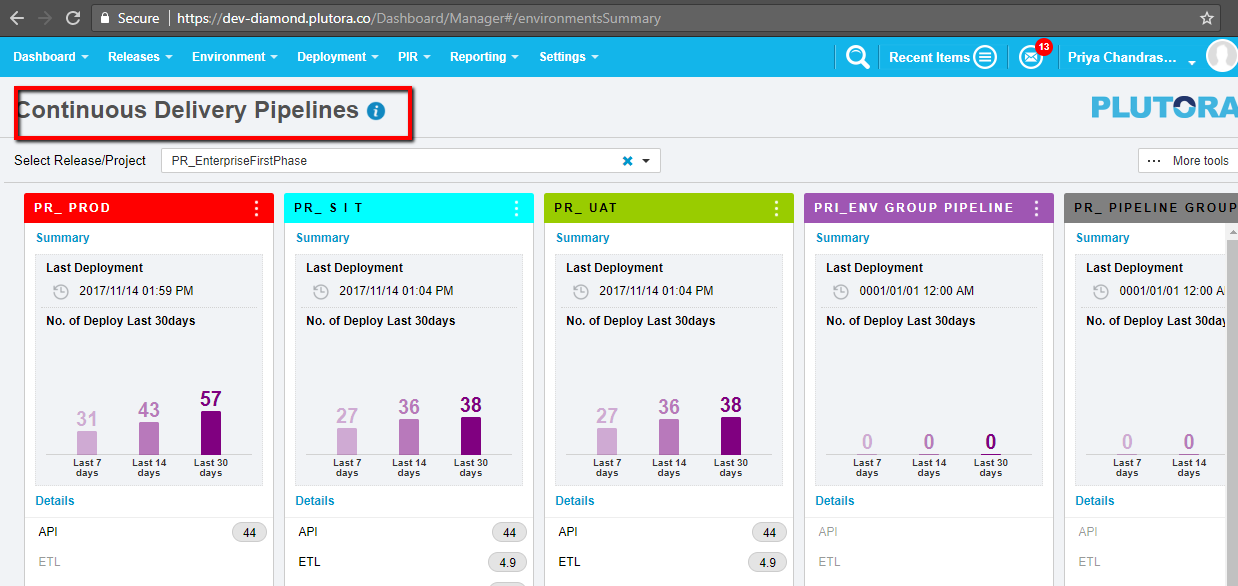 Secure https://dev-diamond.plutora.co/Dashboard/Manager#/environmentsSummary
Dashboard Releases Environment Deployment PIR Reporting Settings Recent Items 13 Priya Chandras...
Continuous Delivery Pipelines i
PLUTORA
Select Release/Project PR_EnterpriseFirstPhase ... More tools
PR_ PROD PR_ S I T PR_ UAT PRI_ENV GROUP PIPELINE PR_ PIPELINE GROUP
Summary Summary Summary Summary Summary
Last Deployment Last Deployment Last Deployment Last Deployment Last Deployment
2017/11/14 01:59 PM 2017/11/14 01:04 PM 2017/11/14 01:04 PM 0001/01/01 12:00 AM 0001/01/01 12:00 A
No. of Deploy Last 30days No. of Deploy Last 30days No. of Deploy Last 30days No. of Deploy Last 30days No. of Deploy Last 30day
31 43 57 27 36 38 27 36 38 0 0 0 0 0
Last 7 Last 14 Last 30 Last 7 Last 14 Last 30 Last 7 Last 14 Last 30 Last 7 Last 14 Last 30 Last 7 Last 14
days days days days days days days days days days days days days days
Details Details Details Details Details
API 44 API 44 API 44 API API
ETL ETL 4.9 ETL 4.9 ETL ETL